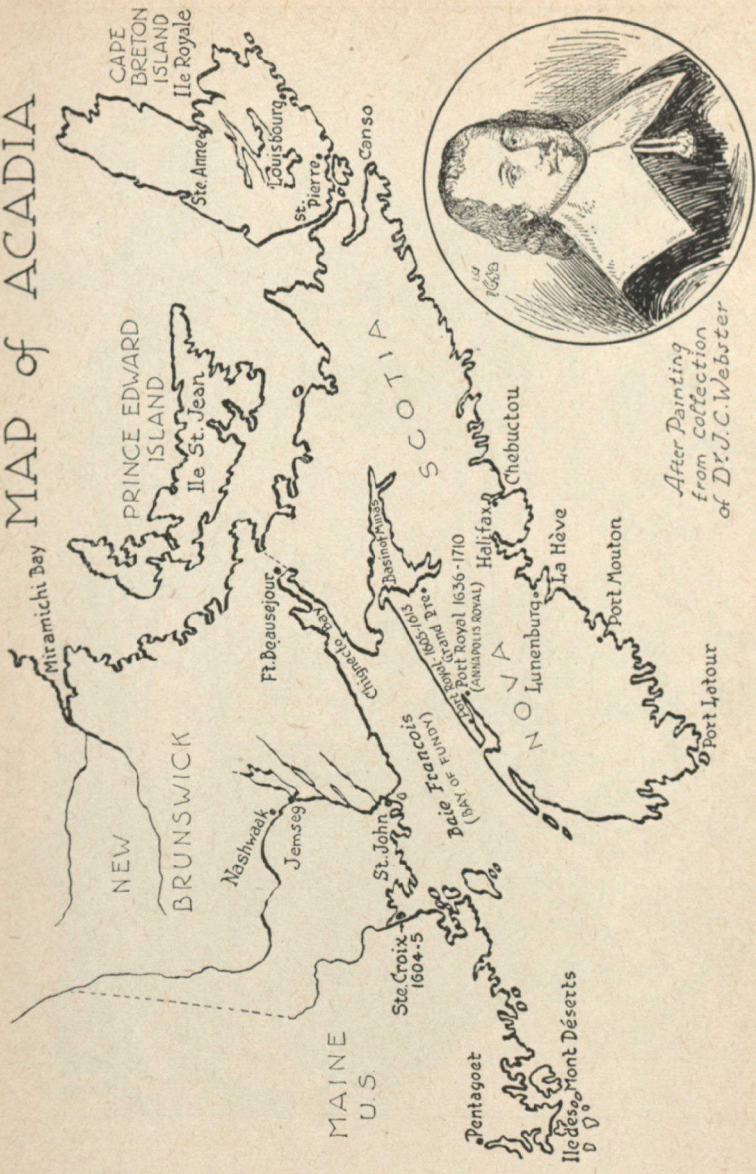 MAP of ACADIA
CAPE
BRETON
ISLAND
Ile Royale
Ste. Anne
Louisbourg
St.
Pierre
Canso
PRINCE EDWARD
ISLAND
Ile St. Jean
Miramichi Bay
NEW
BRUNSWICK
Ft. Beausejour
Chignecto Bay
Basin of Minas
Nashwaak
Jemseg
St. John
Baie Francois
(BAY OF FUNDY)
Port Royal-1605-1613
Grand Pre
Port Royal 1636-1710
(ANNAPOLIS ROYAL)
NOVA SCOTIA
Halifax
Chebuctou
La Hève
Lunenburg
Port Mouton
Port Latour
Ste. Croix
1604-5
MAINE
U.S.
Pentagoet
Ile des Mont Déserts
After Painting
from Collection
of Dr. J.C. Webster